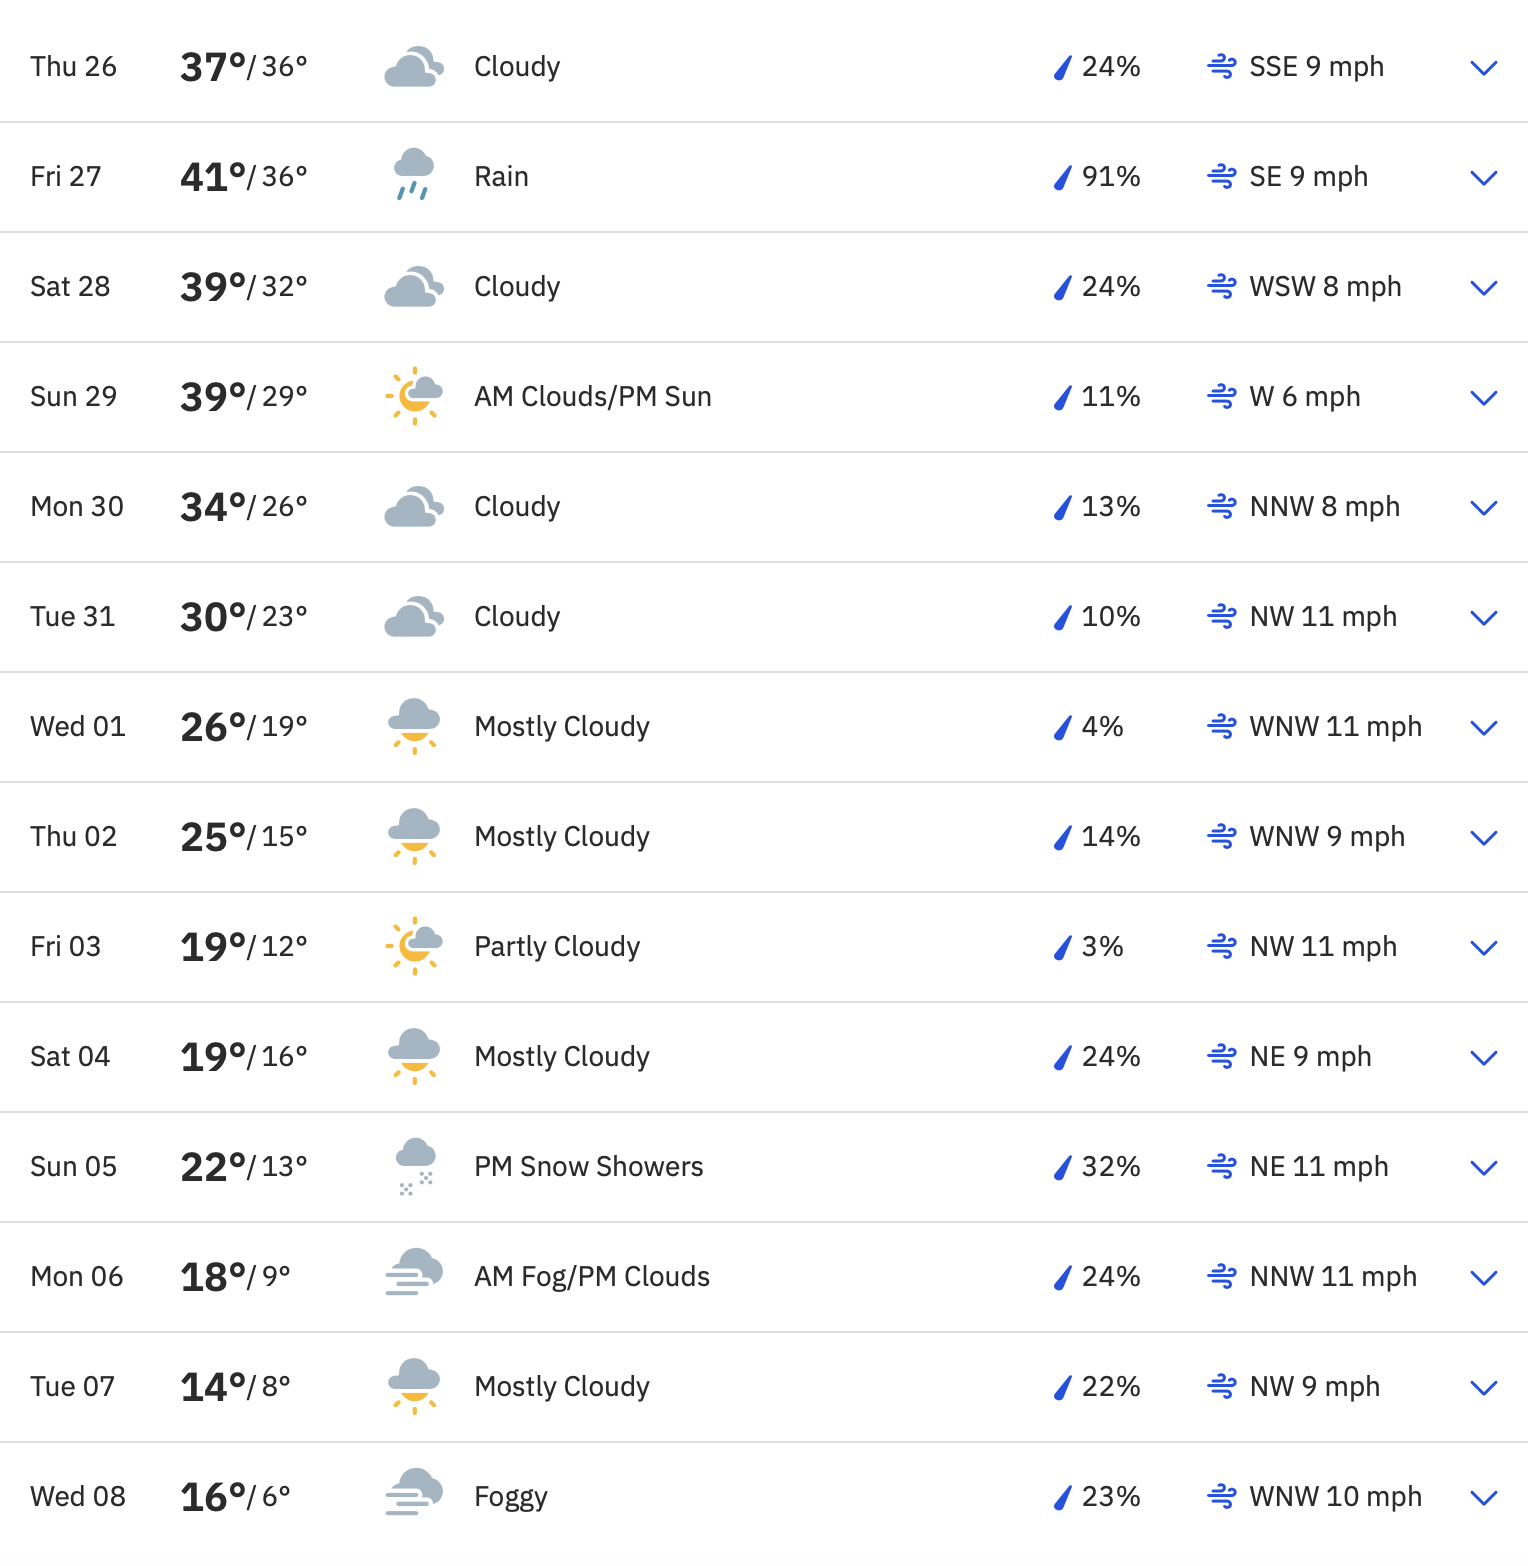 Thu 26 37°/ 36° Cloudy 24% SSE 9 mph
Fri 27 41°/ 36° Rain 91% SE 9 mph
Sat 28 39°/ 32° Cloudy 24% WSW 8 mph
Sun 29 39°/ 29° AM Clouds/PM Sun 11% W 6 mph
Mon 30 34°/ 26° Cloudy 13% NNW 8 mph
Tue 31 30°/ 23° Cloudy 10% NW 11 mph
Wed 01 26°/ 19° Mostly Cloudy 4% WNW 11 mph
Thu 02 25°/ 15° Mostly Cloudy 14% WNW 9 mph
Fri 03 19°/ 12° Partly Cloudy 3% NW 11 mph
Sat 04 19°/ 16° Mostly Cloudy 24% NE 9 mph
Sun 05 22°/ 13° PM Snow Showers 32% NE 11 mph
Mon 06 18°/ 9° AM Fog/PM Clouds 24% NNW 11 mph
Tue 07 14°/ 8° Mostly Cloudy 22% NW 9 mph
Wed 08 16°/ 6° Foggy 23% WNW 10 mph